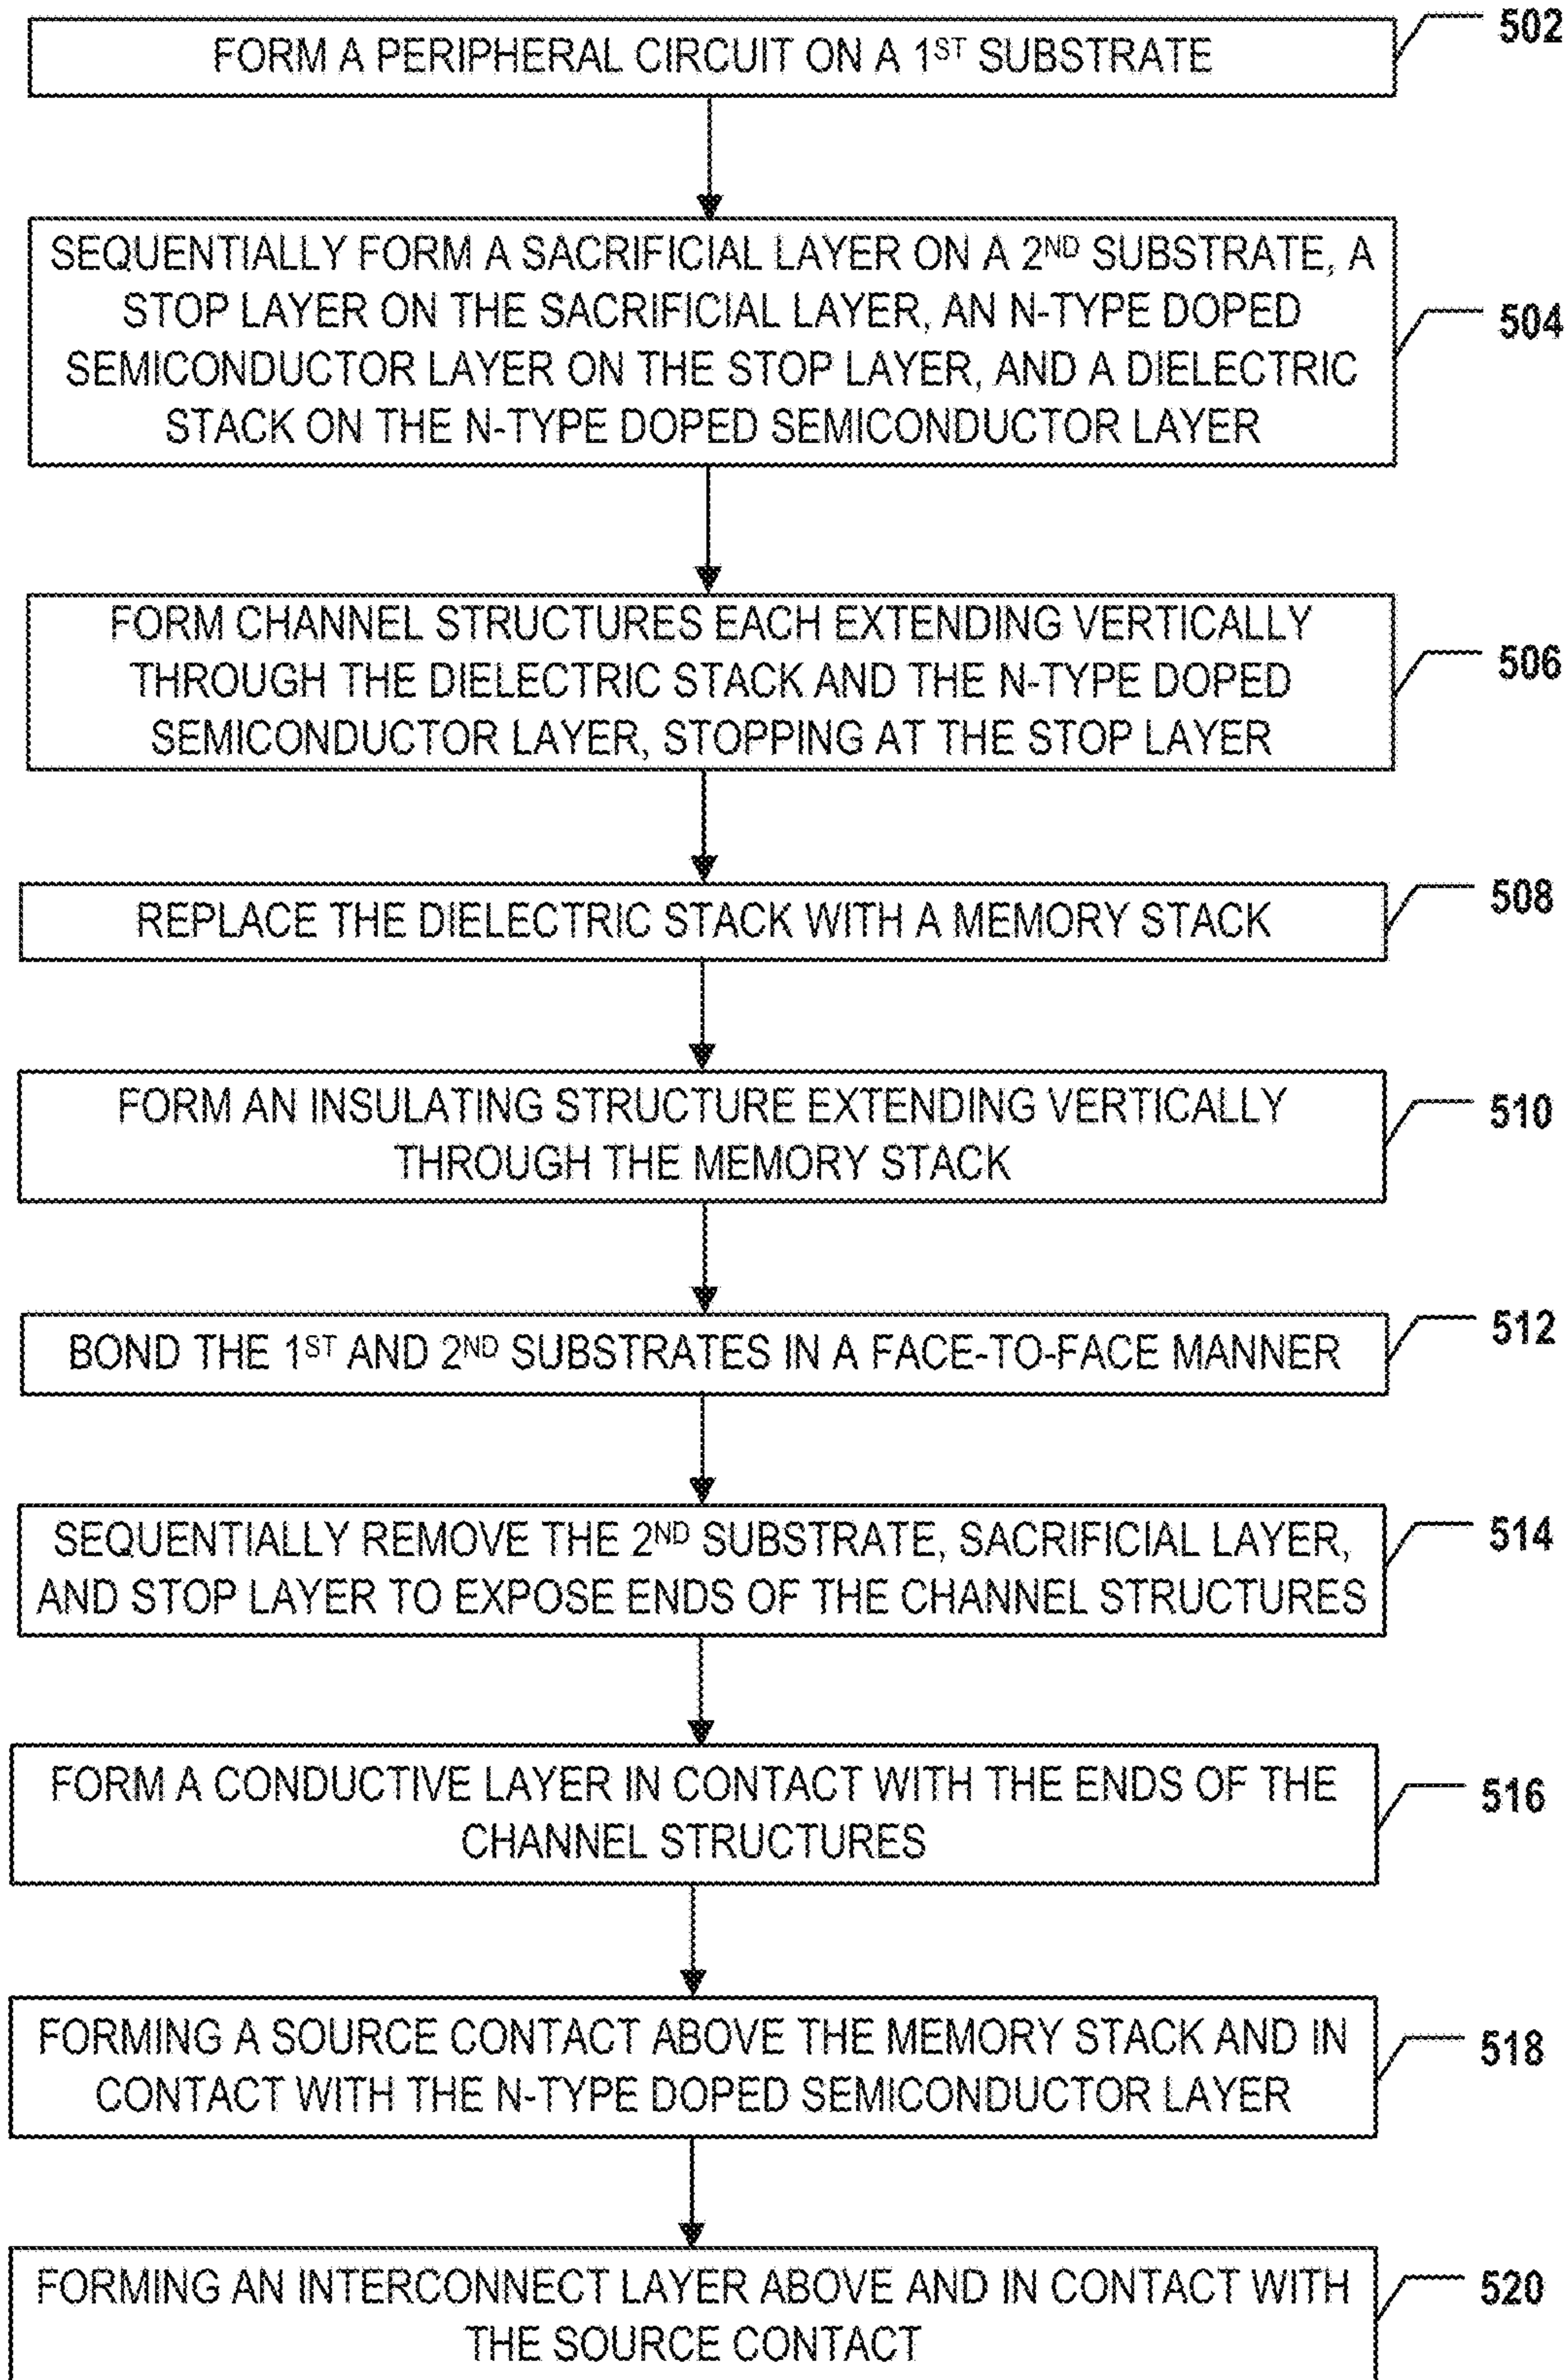 FORM A PERIPHERAL CIRCUIT ON A 1ST SUBSTRATE
502
SEQUENTIALLY FORM A SACRIFICIAL LAYER ON A 2ND SUBSTRATE, A
STOP LAYER ON THE SACRIFICIAL LAYER, AN N-TYPE DOPED
SEMICONDUCTOR LAYER ON THE STOP LAYER, AND A DIELECTRIC
STACK ON THE N-TYPE DOPED SEMICONDUCTOR LAYER
504
FORM CHANNEL STRUCTURES EACH EXTENDING VERTICALLY
THROUGH THE DIELECTRIC STACK AND THE N-TYPE DOPED
SEMICONDUCTOR LAYER, STOPPING AT THE STOP LAYER
506
REPLACE THE DIELECTRIC STACK WITH A MEMORY STACK
508
FORM AN INSULATING STRUCTURE EXTENDING VERTICALLY
THROUGH THE MEMORY STACK
510
BOND THE 1ST AND 2ND SUBSTRATES IN A FACE-TO-FACE MANNER
512
SEQUENTIALLY REMOVE THE 2ND SUBSTRATE, SACRIFICIAL LAYER,
AND STOP LAYER TO EXPOSE ENDS OF THE CHANNEL STRUCTURES
514
FORM A CONDUCTIVE LAYER IN CONTACT WITH THE ENDS OF THE
CHANNEL STRUCTURES
516
FORMING A SOURCE CONTACT ABOVE THE MEMORY STACK AND IN
CONTACT WITH THE N-TYPE DOPED SEMICONDUCTOR LAYER
518
FORMING AN INTERCONNECT LAYER ABOVE AND IN CONTACT WITH
THE SOURCE CONTACT
520